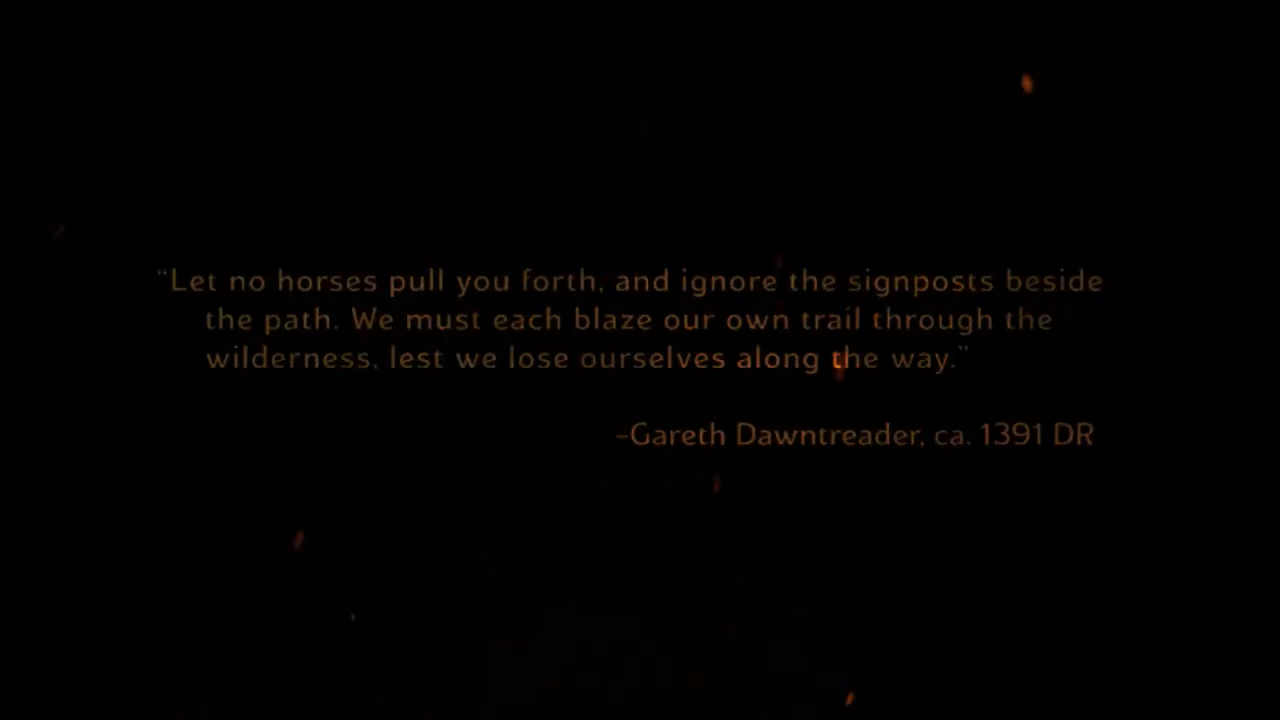 “Let no horses pull you forth, and ignore the signposts beside
the path. We must each blaze our own trail through the
wilderness, lest we lose ourselves along the way.”
-Gareth Dawntreader, ca. 1391 DR